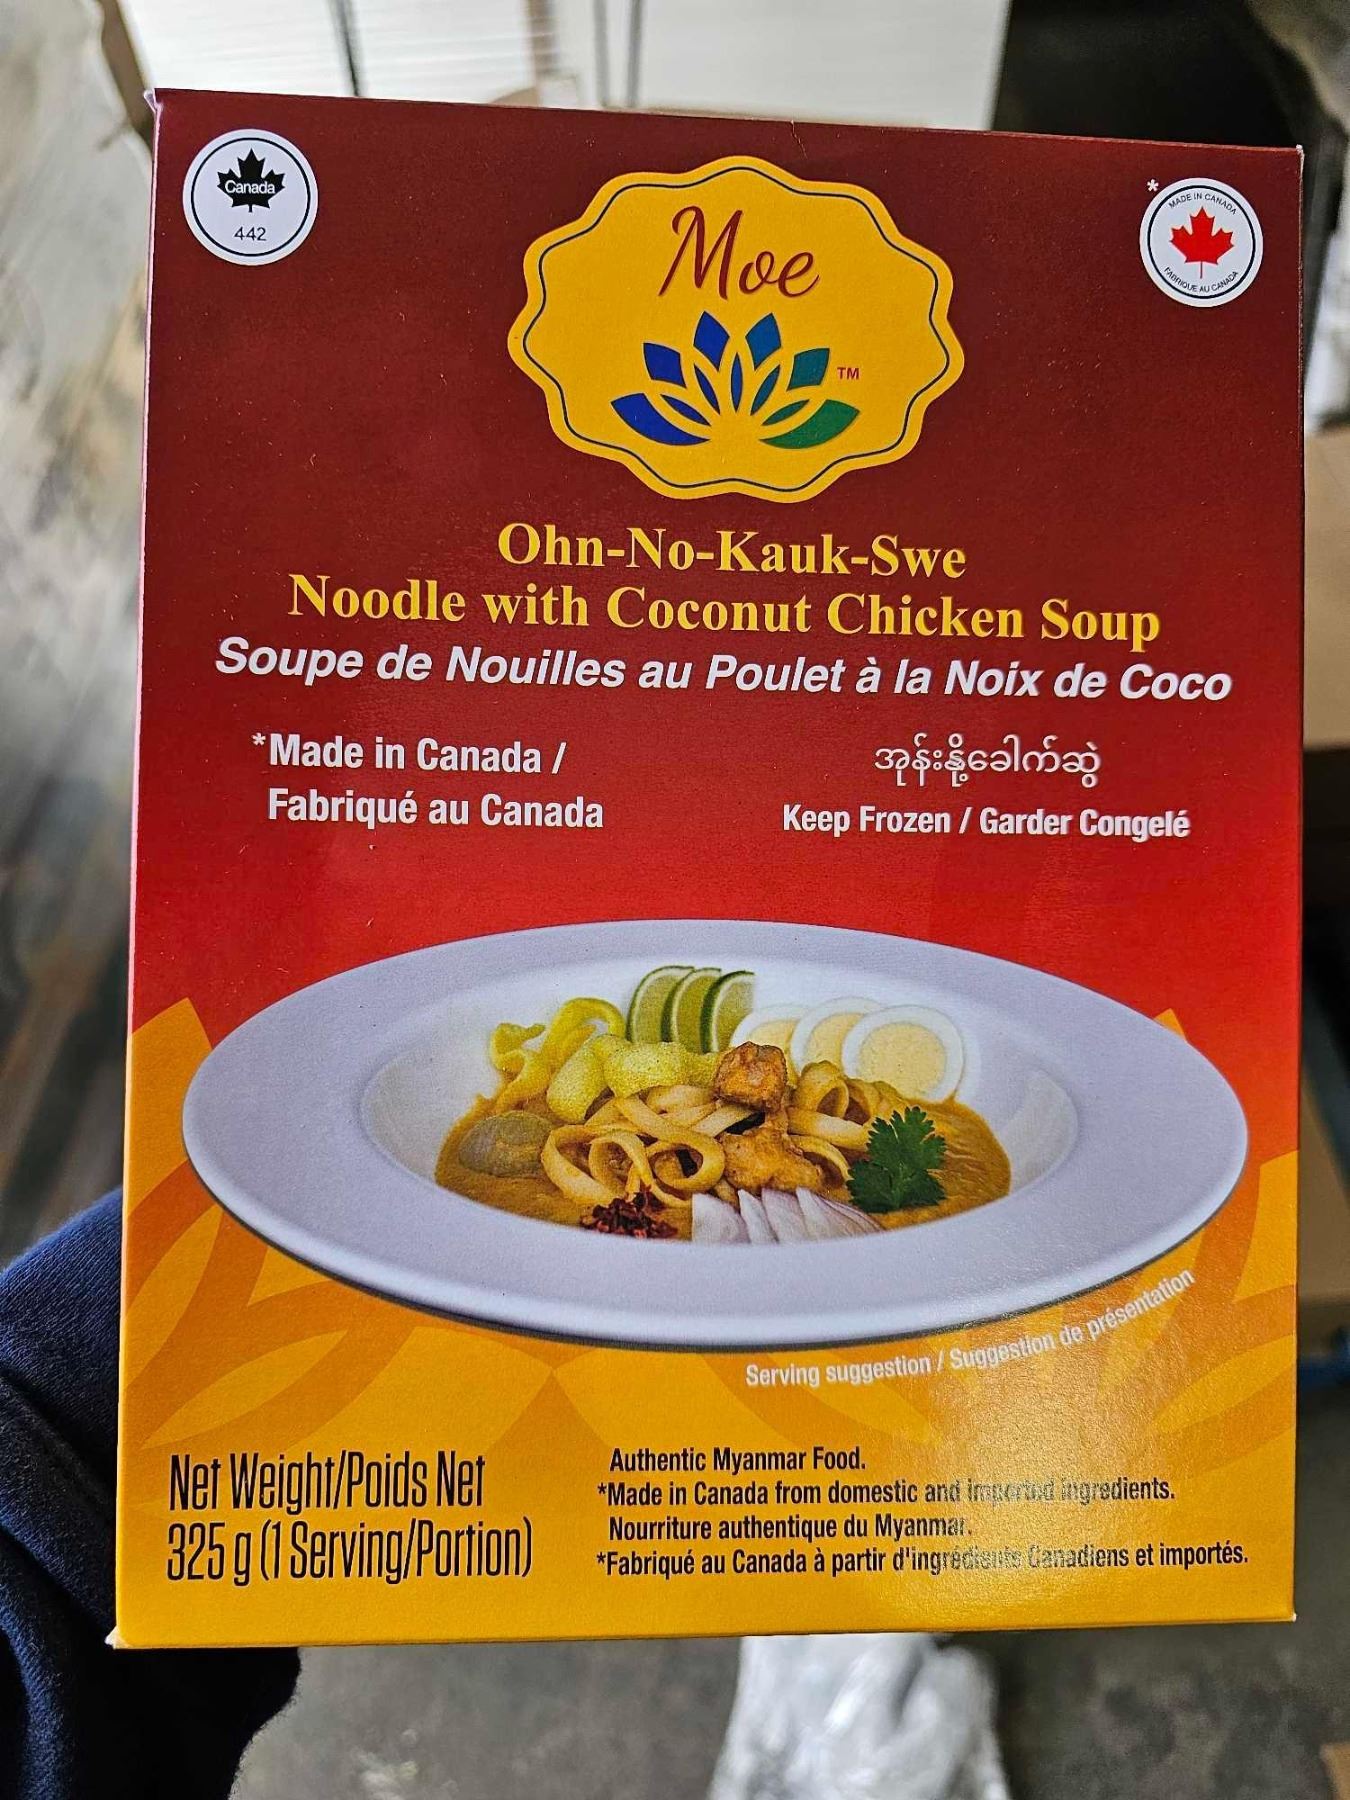 Canada
442
*
MADE IN CANADA
FABRIQUE AU CANADA
Moe
TM
Ohn-No-Kauk-Swe
Noodle with Coconut Chicken Soup
Soupe de Nouilles au Poulet à la Noix de Coco
*Made in Canada /
Fabriqué au Canada
အုန်းနို့ခေါက်ဆွဲ
Keep Frozen / Garder Congelé
Serving suggestion / Suggestion de présentation
Net Weight/Poids Net
325 g (1 Serving/Portion)
Authentic Myanmar Food.
*Made in Canada from domestic and imported ingredients.
Nourriture authentique du Myanmar.
*Fabriqué au Canada à partir d'ingrédients Canadiens et importés.